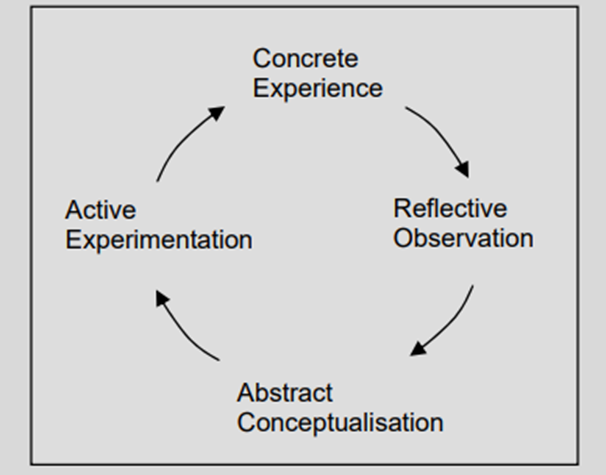 Concrete
Experience
Reflective
Observation
Abstract
Conceptualisation
Active
Experimentation